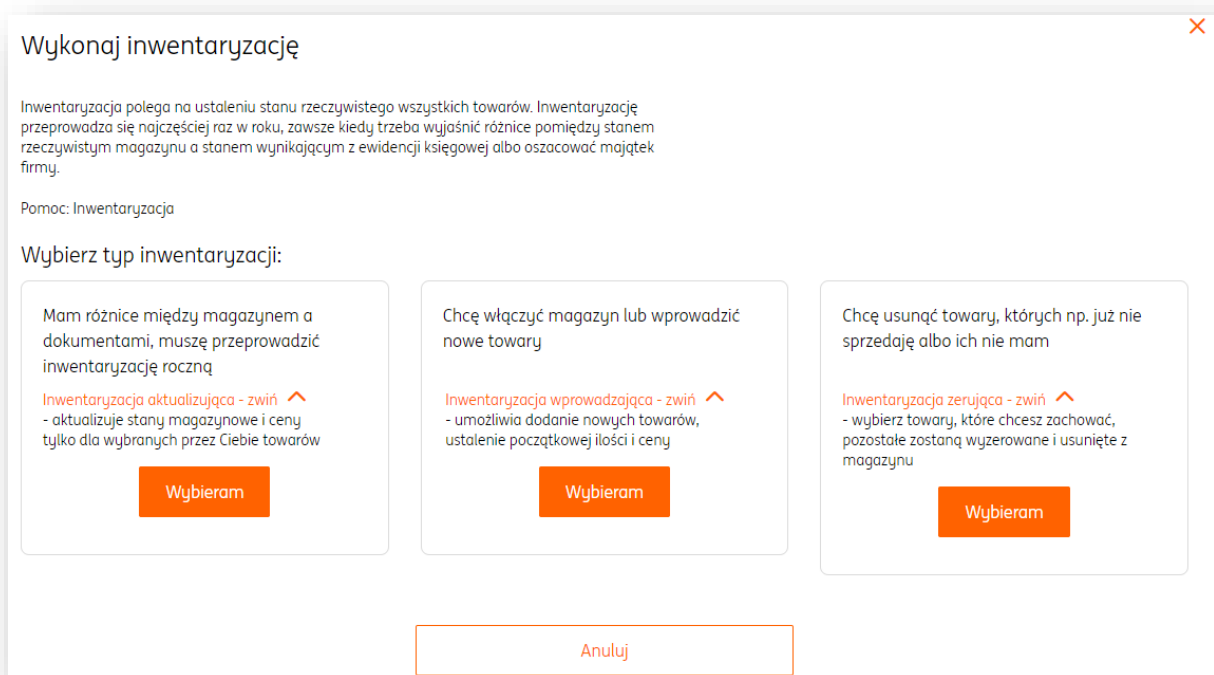 Wykonaj inwentaryzację
Inwentaryzacja polega na ustaleniu stanu rzeczywistego wszystkich towarów. Inwentaryzację
przeprowadza się najczęściej raz w roku, zawsze kiedy trzeba wyjaśnić różnice pomiędzy stanem
rzeczywistym magazynu a stanem wynikającym z ewidencji księgowej albo oszacować majątek
firmy.
Pomoc: Inwentaryzacja
Wybierz typ inwentaryzacji:
Mam różnice między magazynem a
dokumentami, muszę przeprowadzić
inwentaryzację roczną
Inwentaryzacja aktualizująca - zwiń
- aktualizuje stany magazynowe i ceny
tylko dla wybranych przez Ciebie towarów
Wybieram
Chcę włączyć magazyn lub wprowadzić
nowe towary
Inwentaryzacja wprowadzająca - zwiń
- umożliwia dodanie nowych towarów,
ustalenie początkowej ilości i ceny
Wybieram
Chcę usunąć towary, których np. już nie
sprzedaję albo ich nie mam
Inwentaryzacja zerująca - zwiń
- wybierz towary, które chcesz zachować,
pozostałe zostaną wyzerowane i usunięte z
magazynu
Wybieram
Anuluj